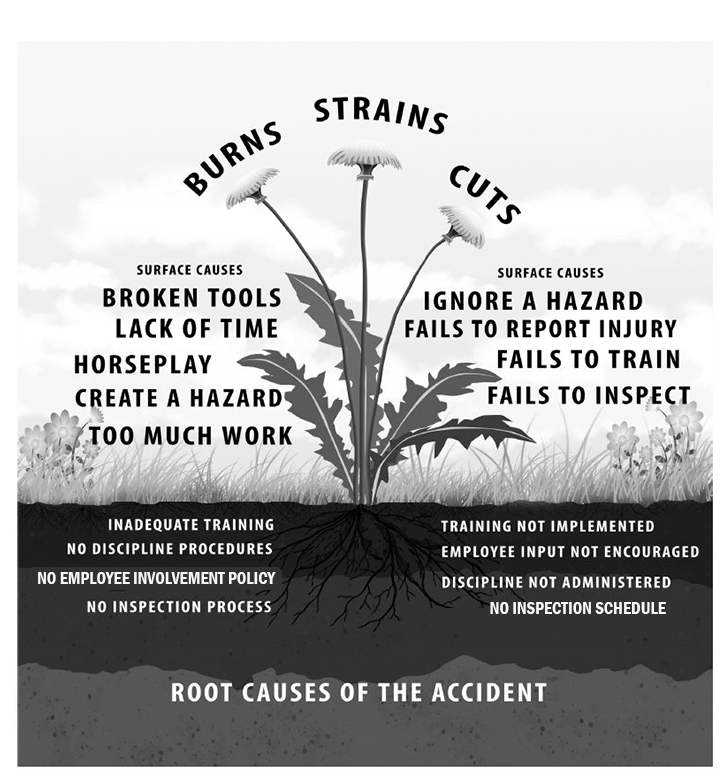 BURNS
STRAINS
CUTS
SURFACE CAUSES
BROKEN TOOLS
LACK OF TIME
HORSEPLAY
CREATE A HAZARD
TOO MUCH WORK
SURFACE CAUSES
IGNORE A HAZARD
FAILS TO REPORT INJURY
FAILS TO TRAIN
FAILS TO INSPECT
INADEQUATE TRAINING
NO DISCIPLINE PROCEDURES
NO EMPLOYEE INVOLVEMENT POLICY
NO INSPECTION PROCESS
TRAINING NOT IMPLEMENTED
EMPLOYEE INPUT NOT ENCOURAGED
DISCIPLINE NOT ADMINISTERED
NO INSPECTION SCHEDULE
ROOT CAUSES OF THE ACCIDENT